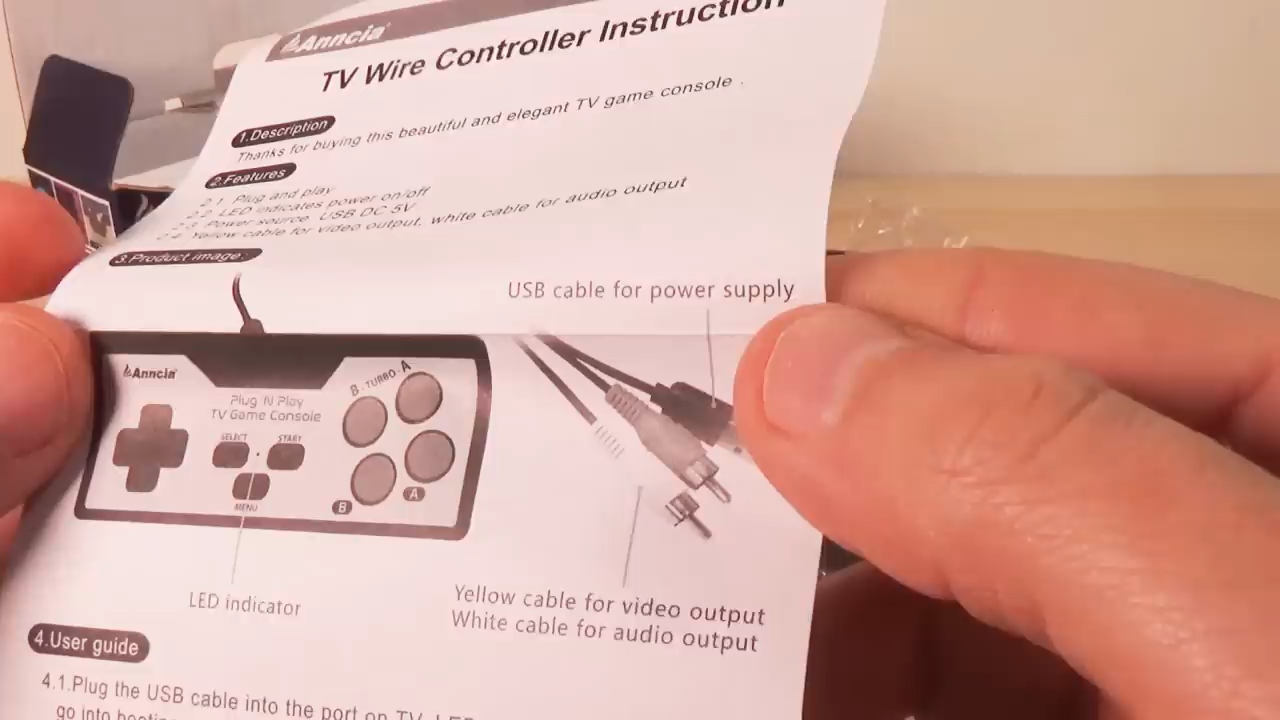 Anncia
TV Wire Controller Instruction
1.Description
Thanks for buying this beautiful and elegant TV game console .
2.Features
2.1 Plug and play
2.2. LED indicates power on/off
2.3. Power source: USB DC 5V
2.4. Yellow cable for video output, white cable for audio output
3.Product image:
USB cable for power supply
Anncia
Plug 'N Play
TV Game Console
SELECT
START
MENU
B - TURBO - A
B
A
LED indicator
Yellow cable for video output
White cable for audio output
4.User guide
4.1.Plug the USB cable into the port on TV, LED
go into